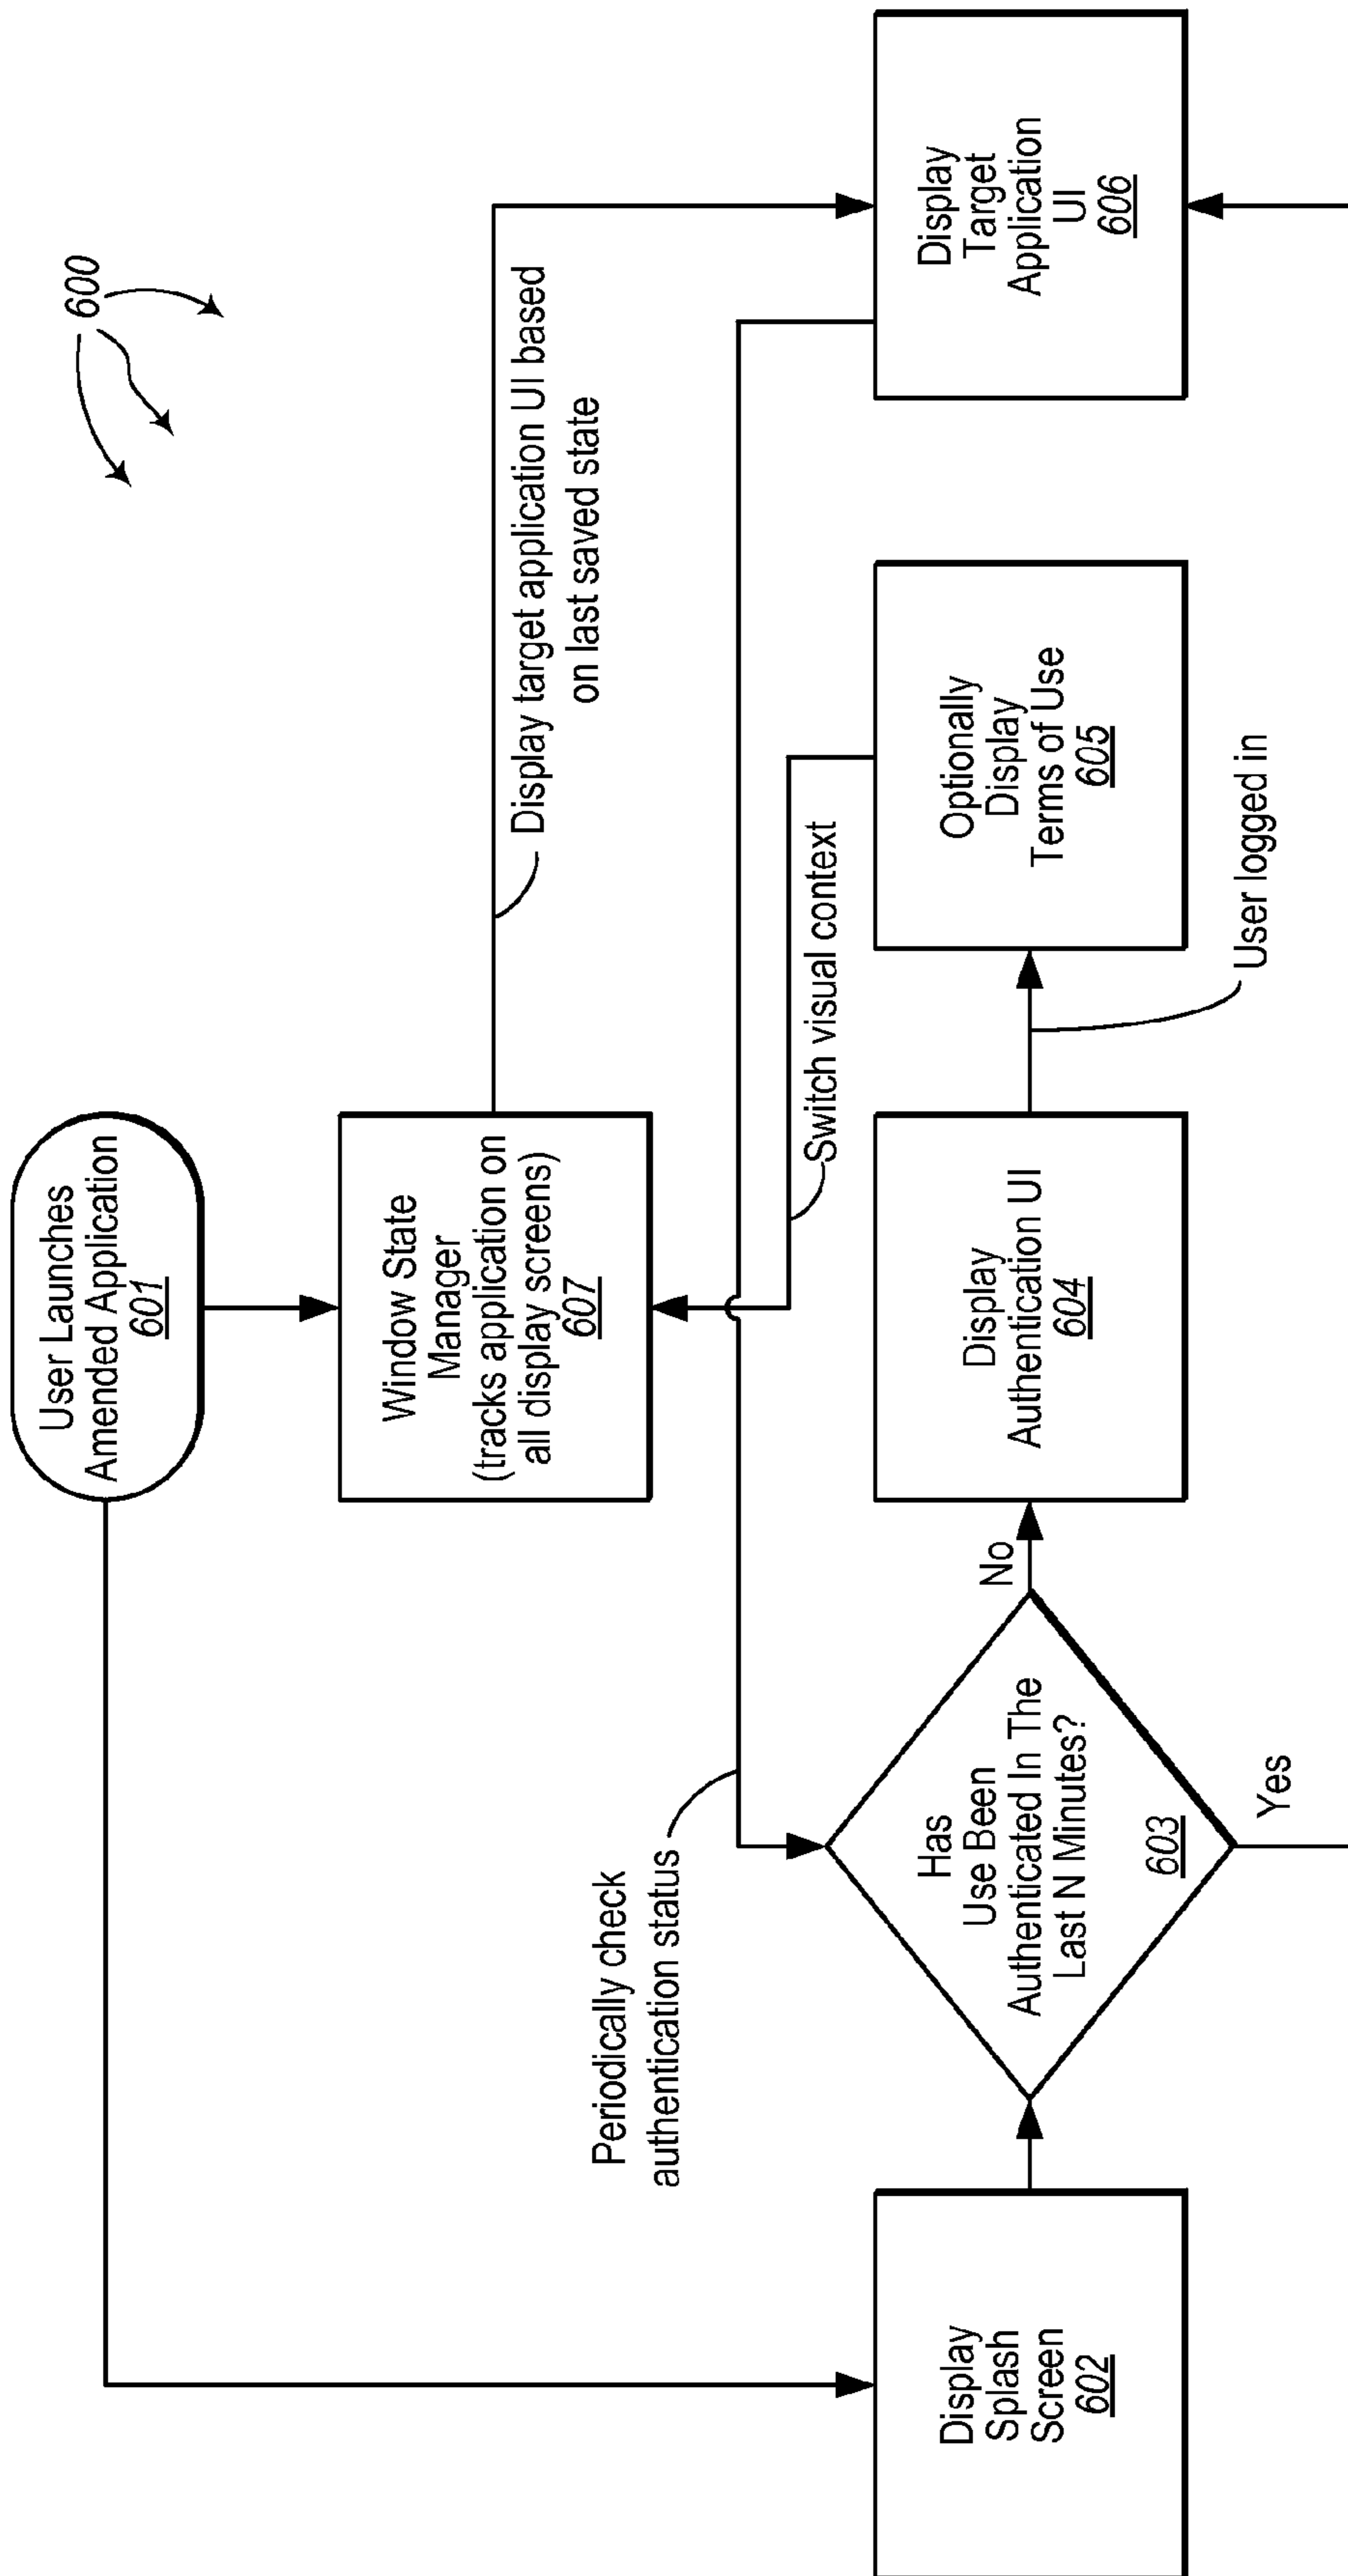 600
User Launches
Amended Application
601
Window State
Manager
(tracks application on
all display screens)
607
Display target application UI based
on last saved state
Periodically check
authentication status
Switch visual context
Display
Splash
Screen
602
Has
Use Been
Authenticated In The
Last N Minutes?
603
No
Yes
Display
Authentication UI
604
User logged in
Optionally
Display
Terms of Use
605
Display
Target
Application
UI
606